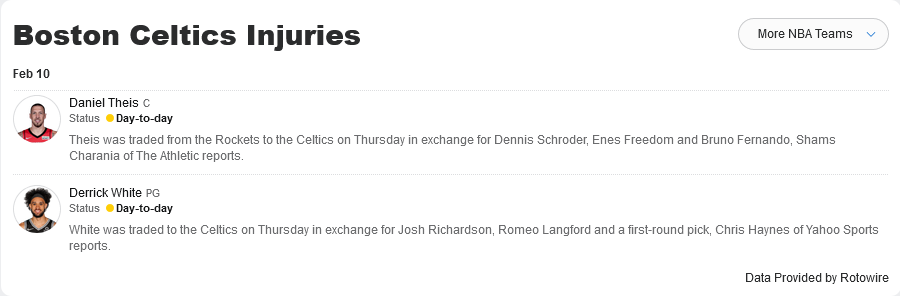 Boston Celtics Injuries
More NBA Teams
Feb 10
Daniel Theis C
Status Day-to-day
Theis was traded from the Rockets to the Celtics on Thursday in exchange for Dennis Schroder, Enes Freedom and Bruno Fernando, Shams
Charania of The Athletic reports.
Derrick White PG
Status Day-to-day
White was traded to the Celtics on Thursday in exchange for Josh Richardson, Romeo Langford and a first-round pick, Chris Haynes of Yahoo Sports
reports.
Data Provided by Rotowire